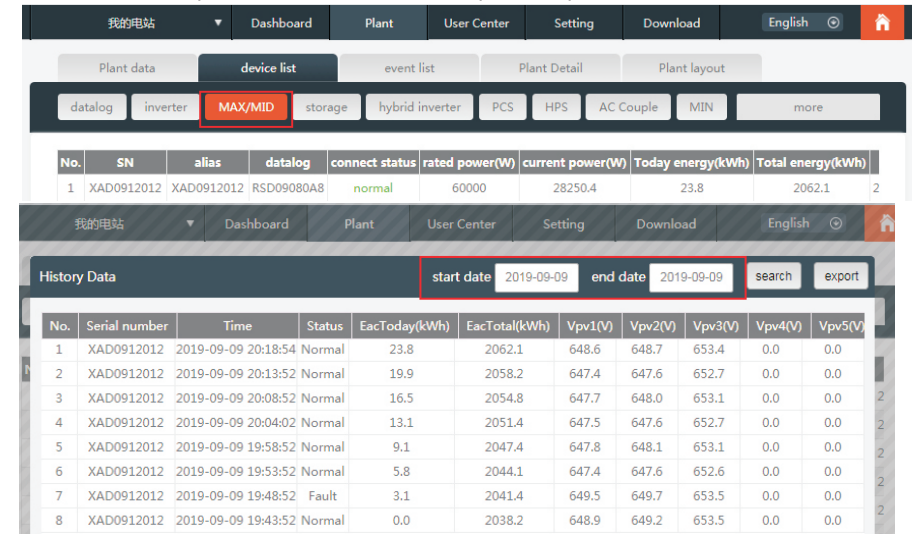 我的电站 ▼ Dashboard Plant User Center Setting Download English
Plant data device list event list Plant Detail Plant layout
datalog inverter MAX/MID storage hybrid inverter PCS HPS AC Couple MIN more
No. SN alias datalog connect status rated power(W) current power(W) Today energy(kWh) Total energy(kWh)
1 XAD0912012 XAD0912012 RSD09080A8 normal 60000 28250.4 23.8 2062.1 2
我的电站 ▼ Dashboard Plant User Center Setting Download English
History Data start date 2019-09-09 end date 2019-09-09 search export
No. Serial number Time Status EacToday(kWh) EacTotal(kWh) Vpv1(V) Vpv2(V) Vpv3(V) Vpv4(V) Vpv5(V)
1 XAD0912012 2019-09-09 20:18:54 Normal 23.8 2062.1 648.6 648.7 653.4 0.0 0.0
2 XAD0912012 2019-09-09 20:13:52 Normal 19.9 2058.2 647.4 647.6 652.7 0.0 0.0
3 XAD0912012 2019-09-09 20:08:52 Normal 16.5 2054.8 647.7 648.0 653.1 0.0 0.0 2
4 XAD0912012 2019-09-09 20:04:02 Normal 13.1 2051.4 647.5 647.6 652.7 0.0 0.0 2
5 XAD0912012 2019-09-09 19:58:52 Normal 9.1 2047.4 647.8 648.1 653.1 0.0 0.0 2
6 XAD0912012 2019-09-09 19:53:52 Normal 5.8 2044.1 647.4 647.6 652.6 0.0 0.0 2
7 XAD0912012 2019-09-09 19:48:52 Fault 3.1 2041.4 649.5 649.7 653.5 0.0 0.0
8 XAD0912012 2019-09-09 19:43:52 Normal 0.0 2038.2 648.9 649.2 653.5 0.0 0.0 2